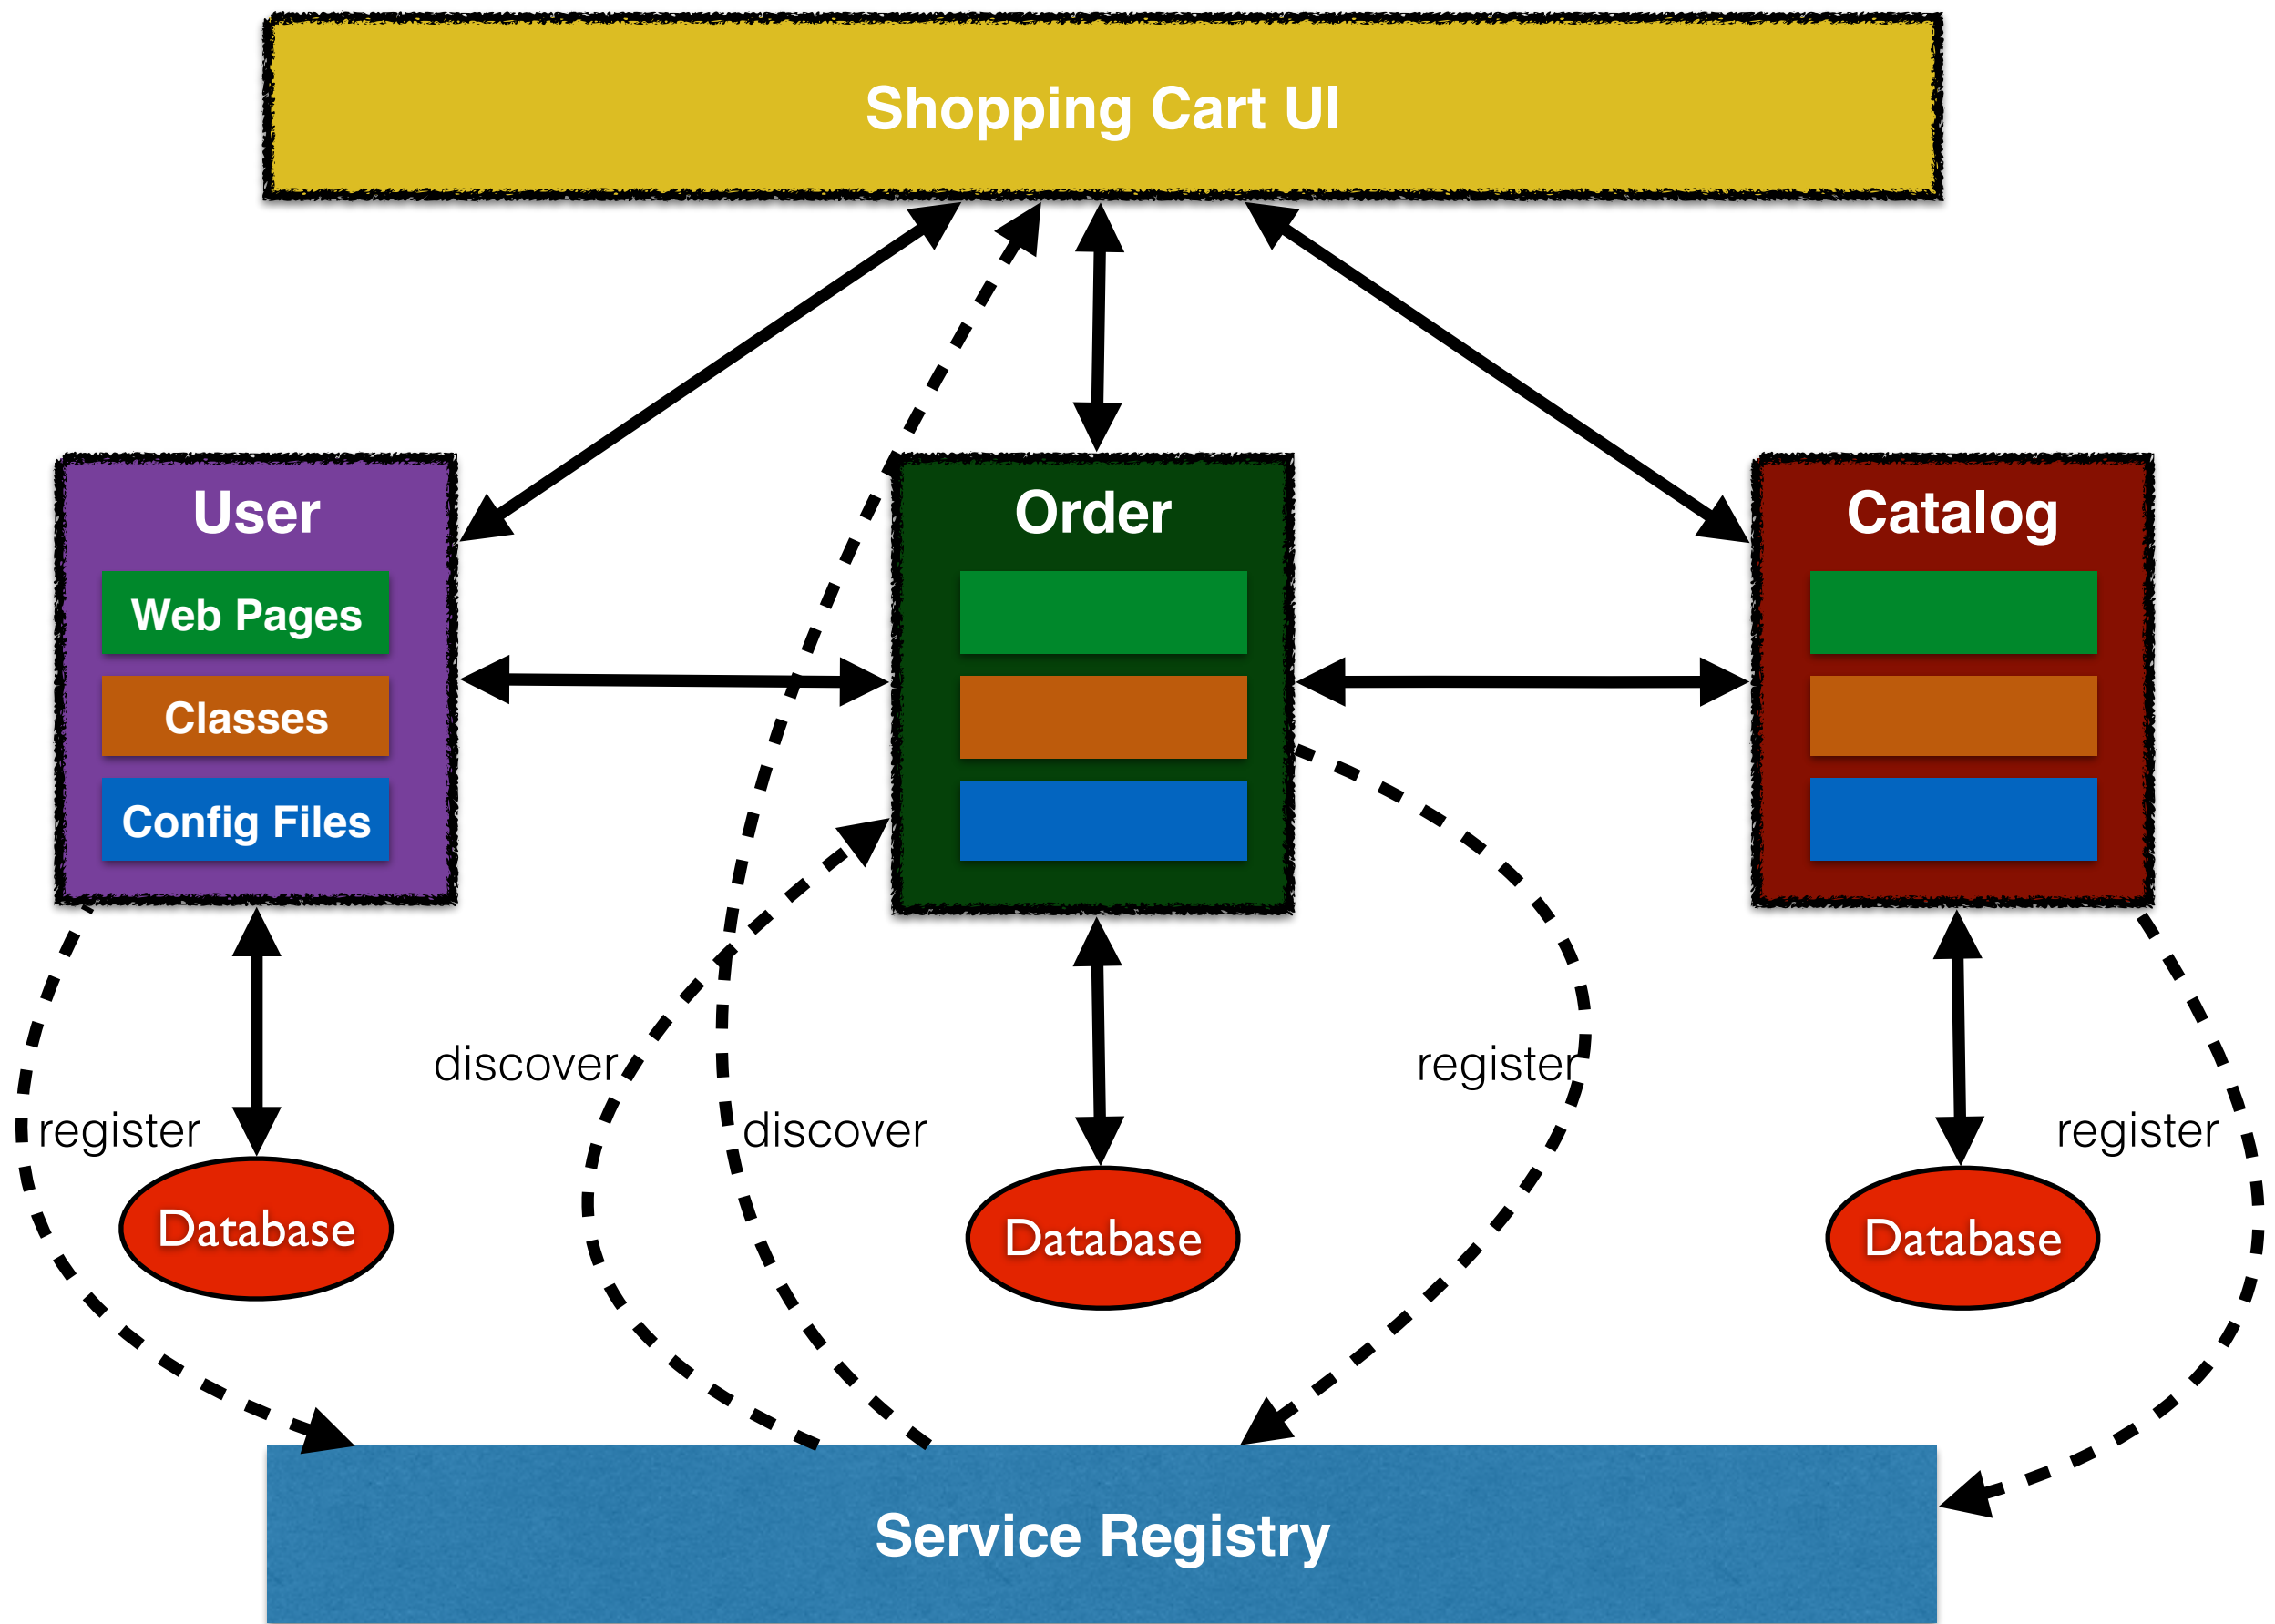 Shopping Cart UI
User
Order
Catalog
Web Pages
Classes
Config Files
discover
register
register
discover
register
Database
Database
Database
Service Registry